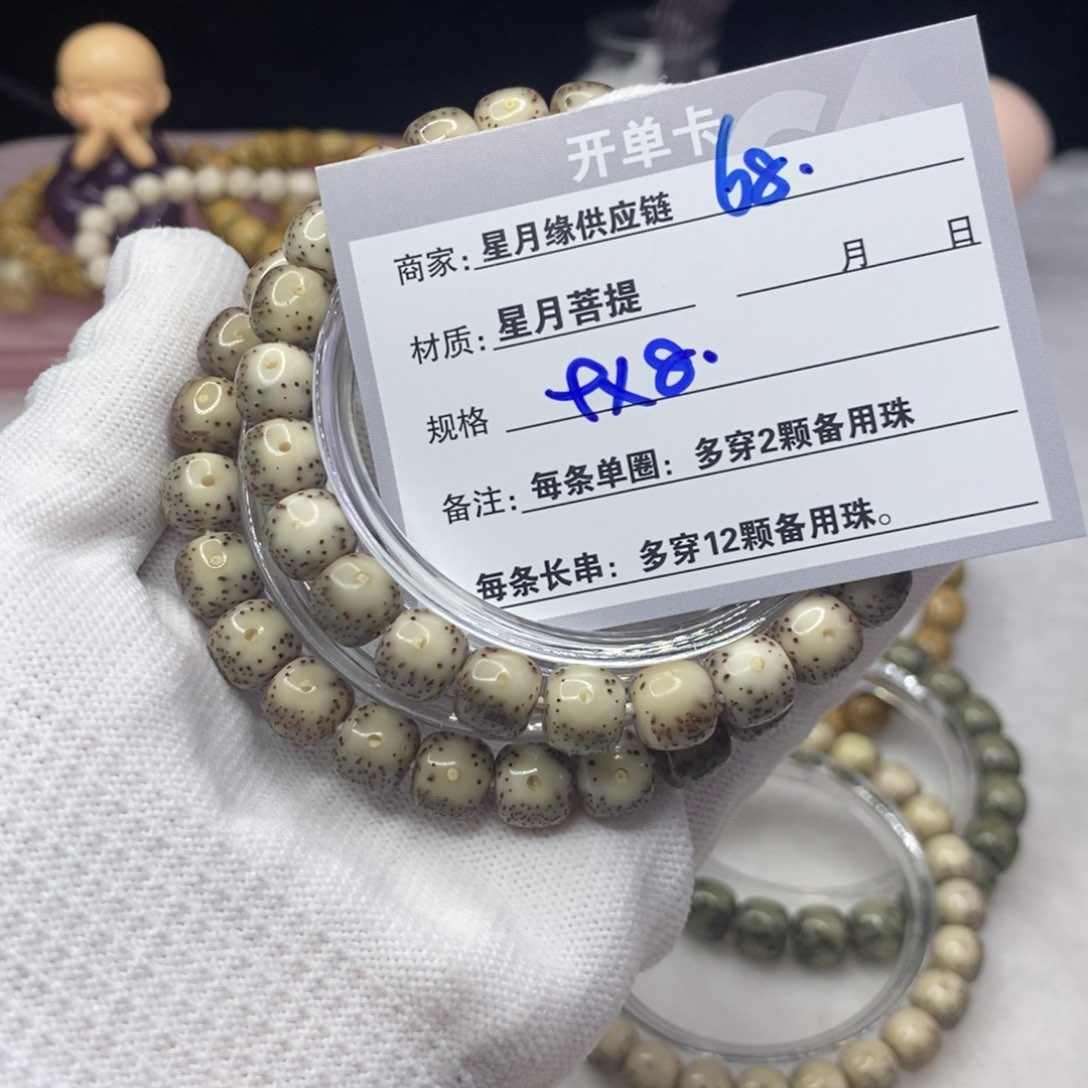 开单卡
68.
商家：星月缘供应链
月 日
材质：星月菩提
规格 9X8.
备注：每条单圈：多穿2颗备用珠
每条长串：多穿12颗备用珠。